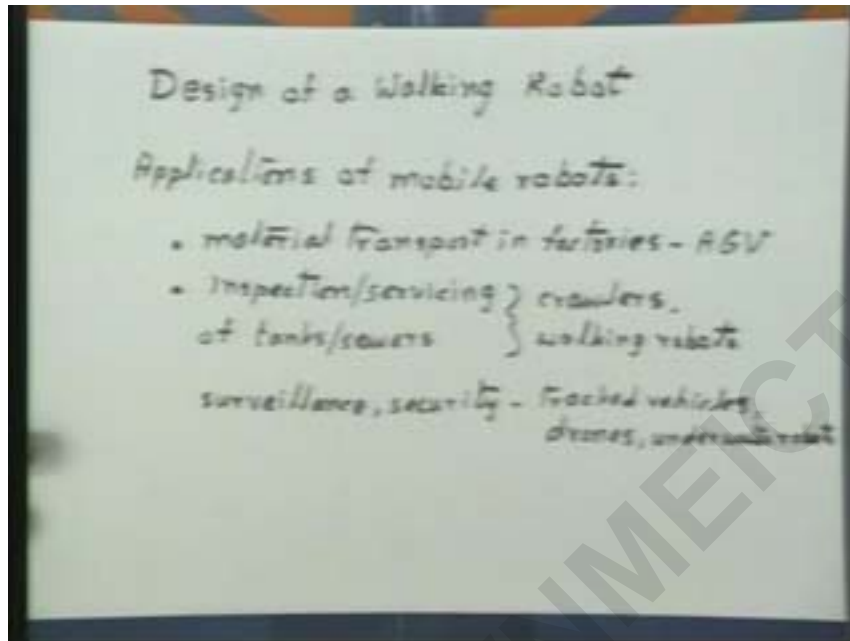 Design of a Walking Robot
Applications of mobile robots:
• material transport in factories - AGV
• Inspection/servicing } crawlers,
of tanks/sewers } walking robots
surveillance, security - Tracked vehicles,
drones, underwater robot
NMEICT